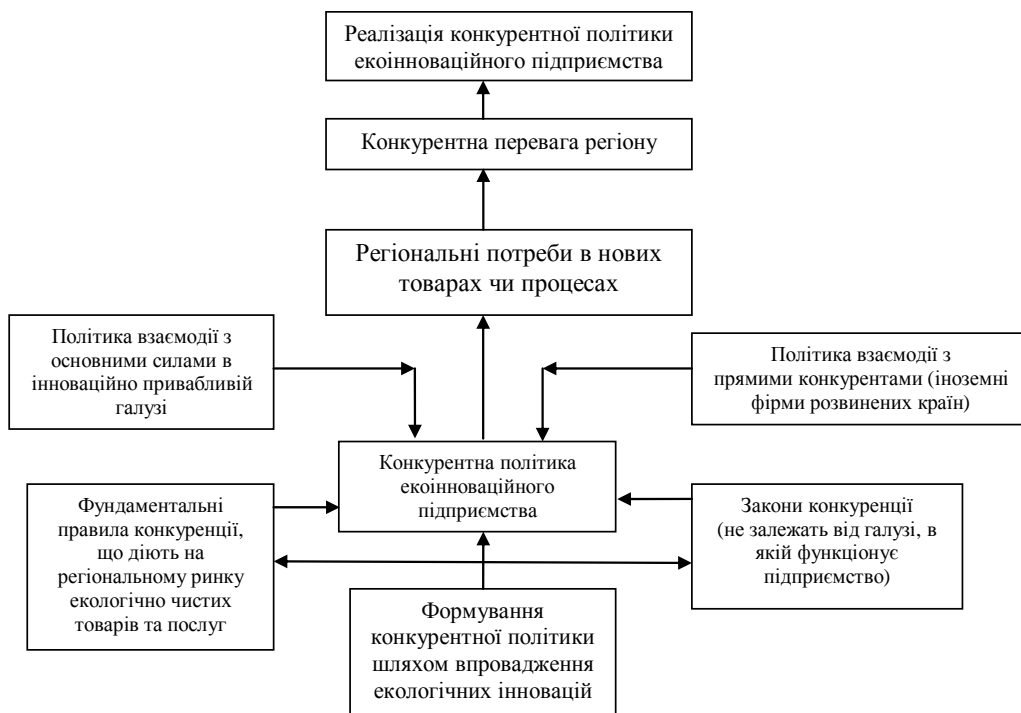 Реалізація конкурентної політики
екоінноваційного підприємства
Конкурентна перевага регіону
Регіональні потреби в нових
товарах чи процесах
Політика взаємодії з
основними силами в
інноваційно привабливій
галузі
Політика взаємодії з
прямими конкурентами (іноземні
фірми розвинених країн)
Конкурентна політика
екоінноваційного
підприємства
Фундаментальні
правила конкуренції,
що діють на
регіональному ринку
екологічно чистих
товарів та послуг
Закони конкуренції
(не залежать від галузі, в
якій функціонує
підприємство)
Формування
конкурентної політики
шляхом впровадження
екологічних інновацій